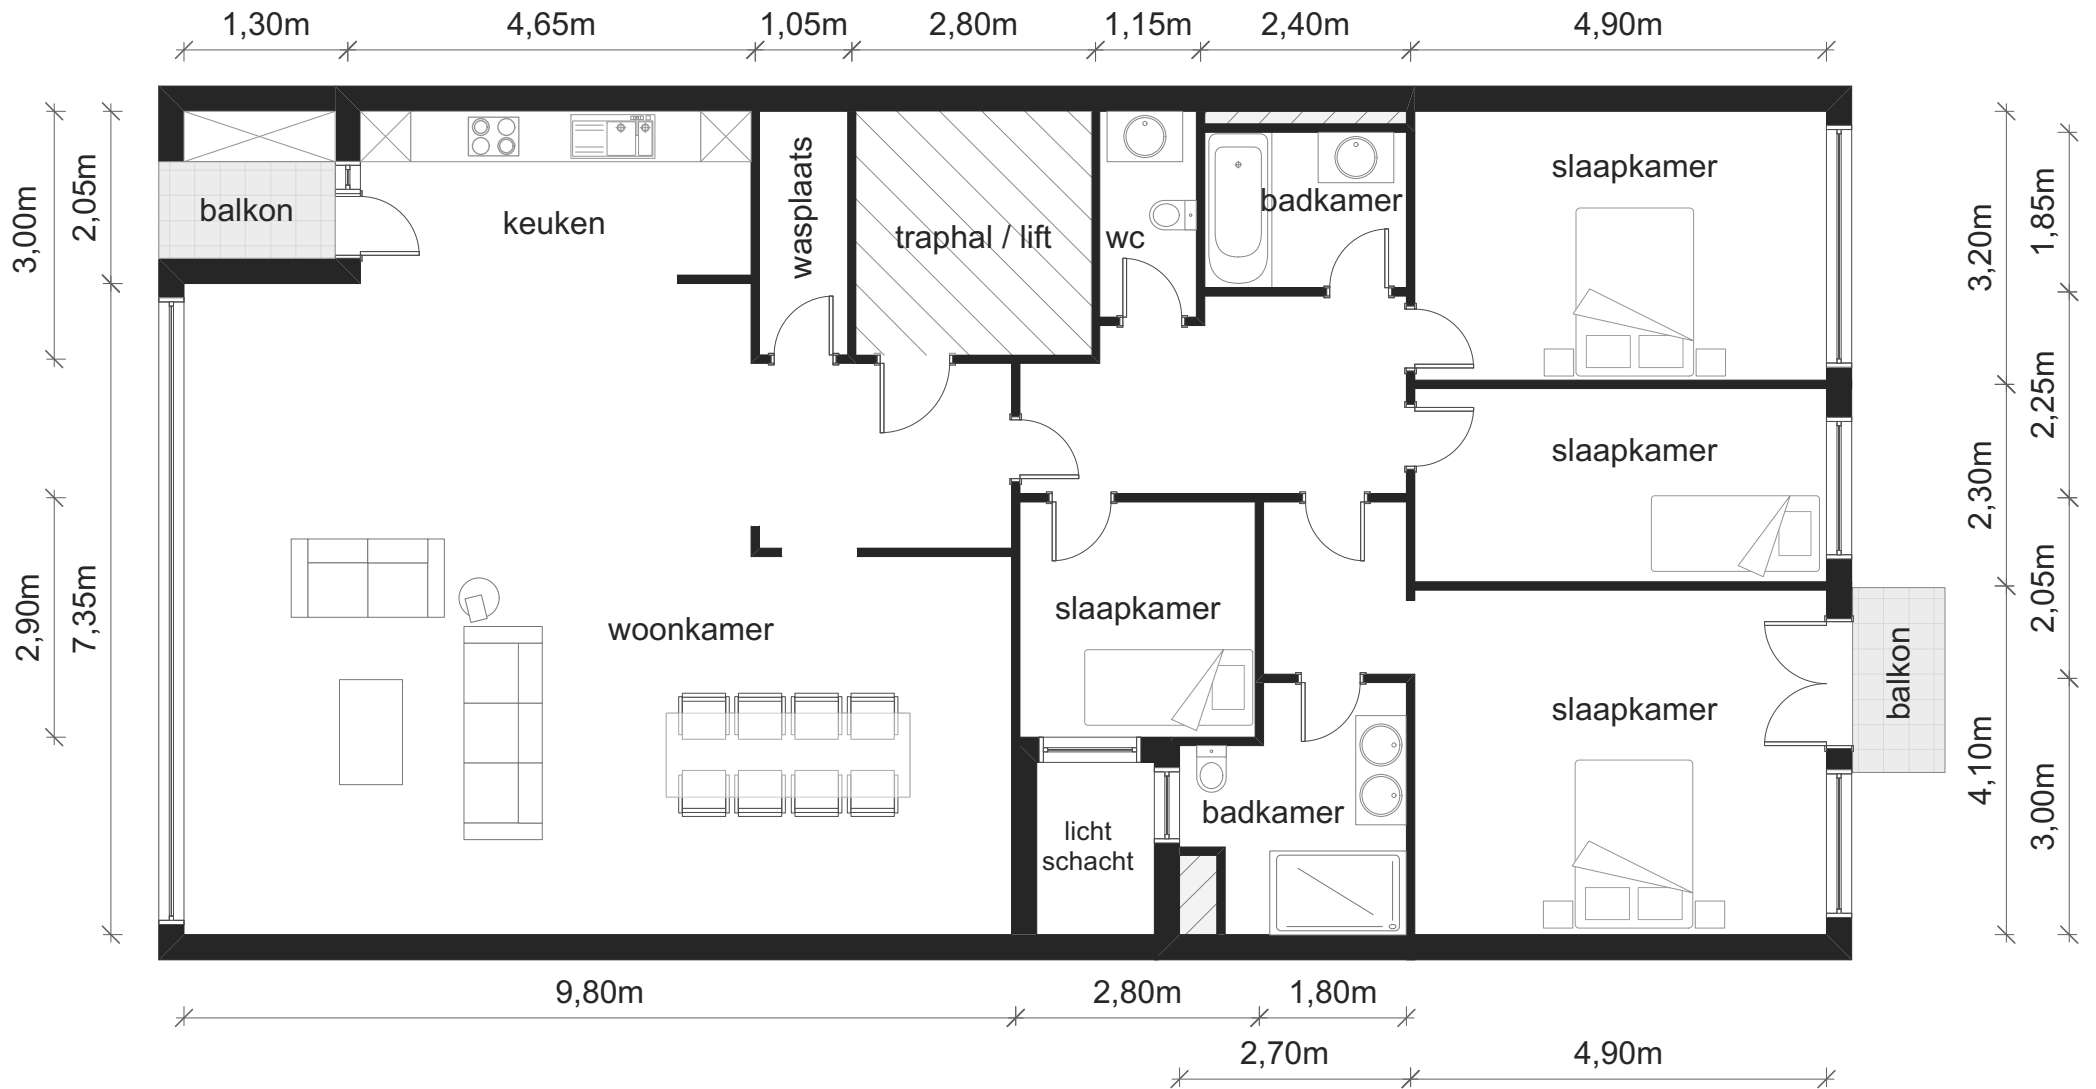 1,30m 4,65m 1,05m 2,80m 1,15m 2,40m 4,90m
3,00m
2,05m
2,90m
7,35m
balkon
keuken
wasplaats
traphal / lift
wc
badkamer
slaapkamer
slaapkamer
slaapkamer
woonkamer
slaapkamer
balkon
badkamer
licht
schacht
3,20m
1,85m
2,30m
2,25m
4,10m
2,05m
3,00m
9,80m 2,80m 1,80m
2,70m 4,90m